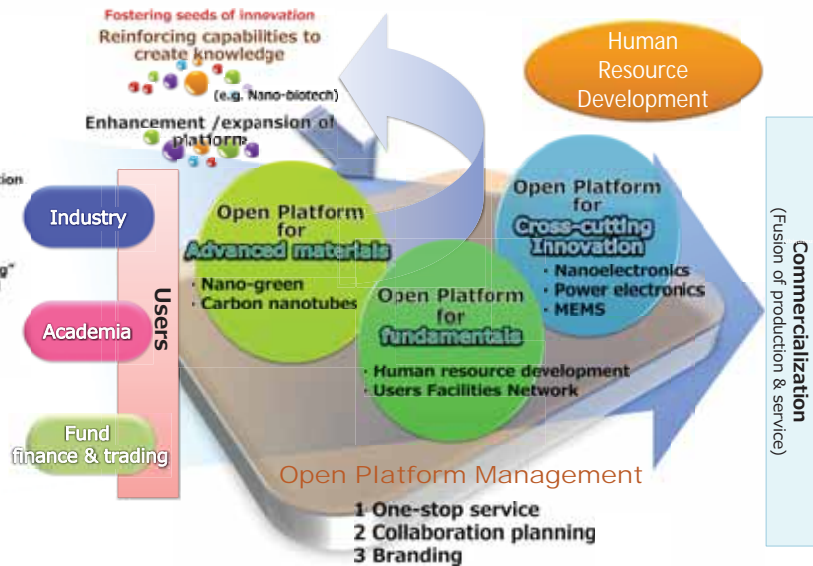 Fostering seeds of innovation
Reinforcing capabilities to
create knowledge
(e.g. Nano-biotech)
Enhancement /expansion of
platform
Human
Resource
Development
Industry
Academia
Fund
finance & trading
Users
Open Platform
for
Advanced materials
· Nano-green
· Carbon nanotubes
Open Platform
for
Cross-cutting
Innovation
· Nanoelectronics
· Power electronics
· MEMS
Open Platform
for
fundamentals
· Human resource development
· Users Facilities Network
Commercialization
(Fusion of production & service)
Open Platform Management
1 One-stop service
2 Collaboration planning
3 Branding